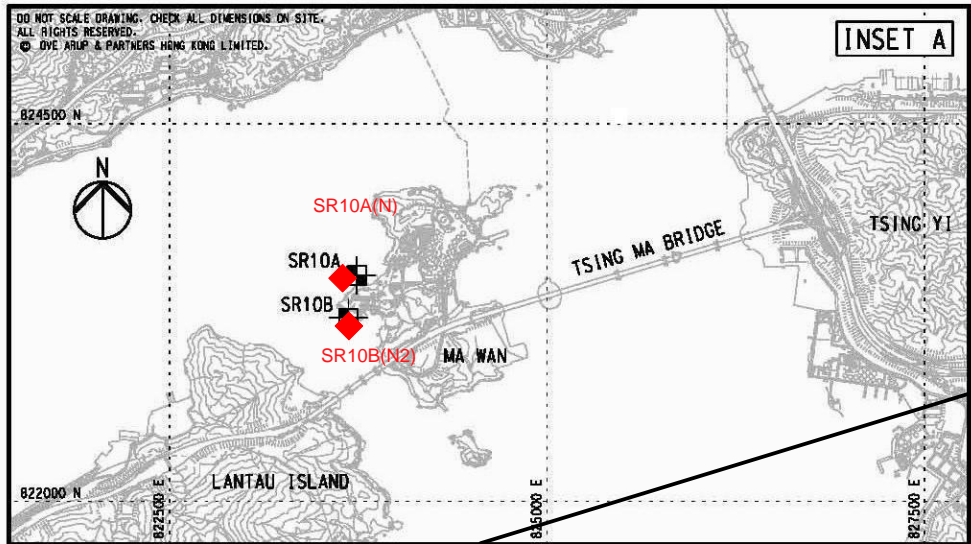 DO NOT SCALE DRAWING. CHECK ALL DIMENSIONS ON SITE.
ALL RIGHTS RESERVED.
© OVE ARUP & PARTNERS HONG KONG LIMITED.
INSET A
824500 N
N
SR10A(N)
TSING YI
TSING MA BRIDGE
SR10A
SR10B
SR10B(N2)
MA WAN
LANTAU ISLAND
822000 N
822500 E
825000 E
827500 E